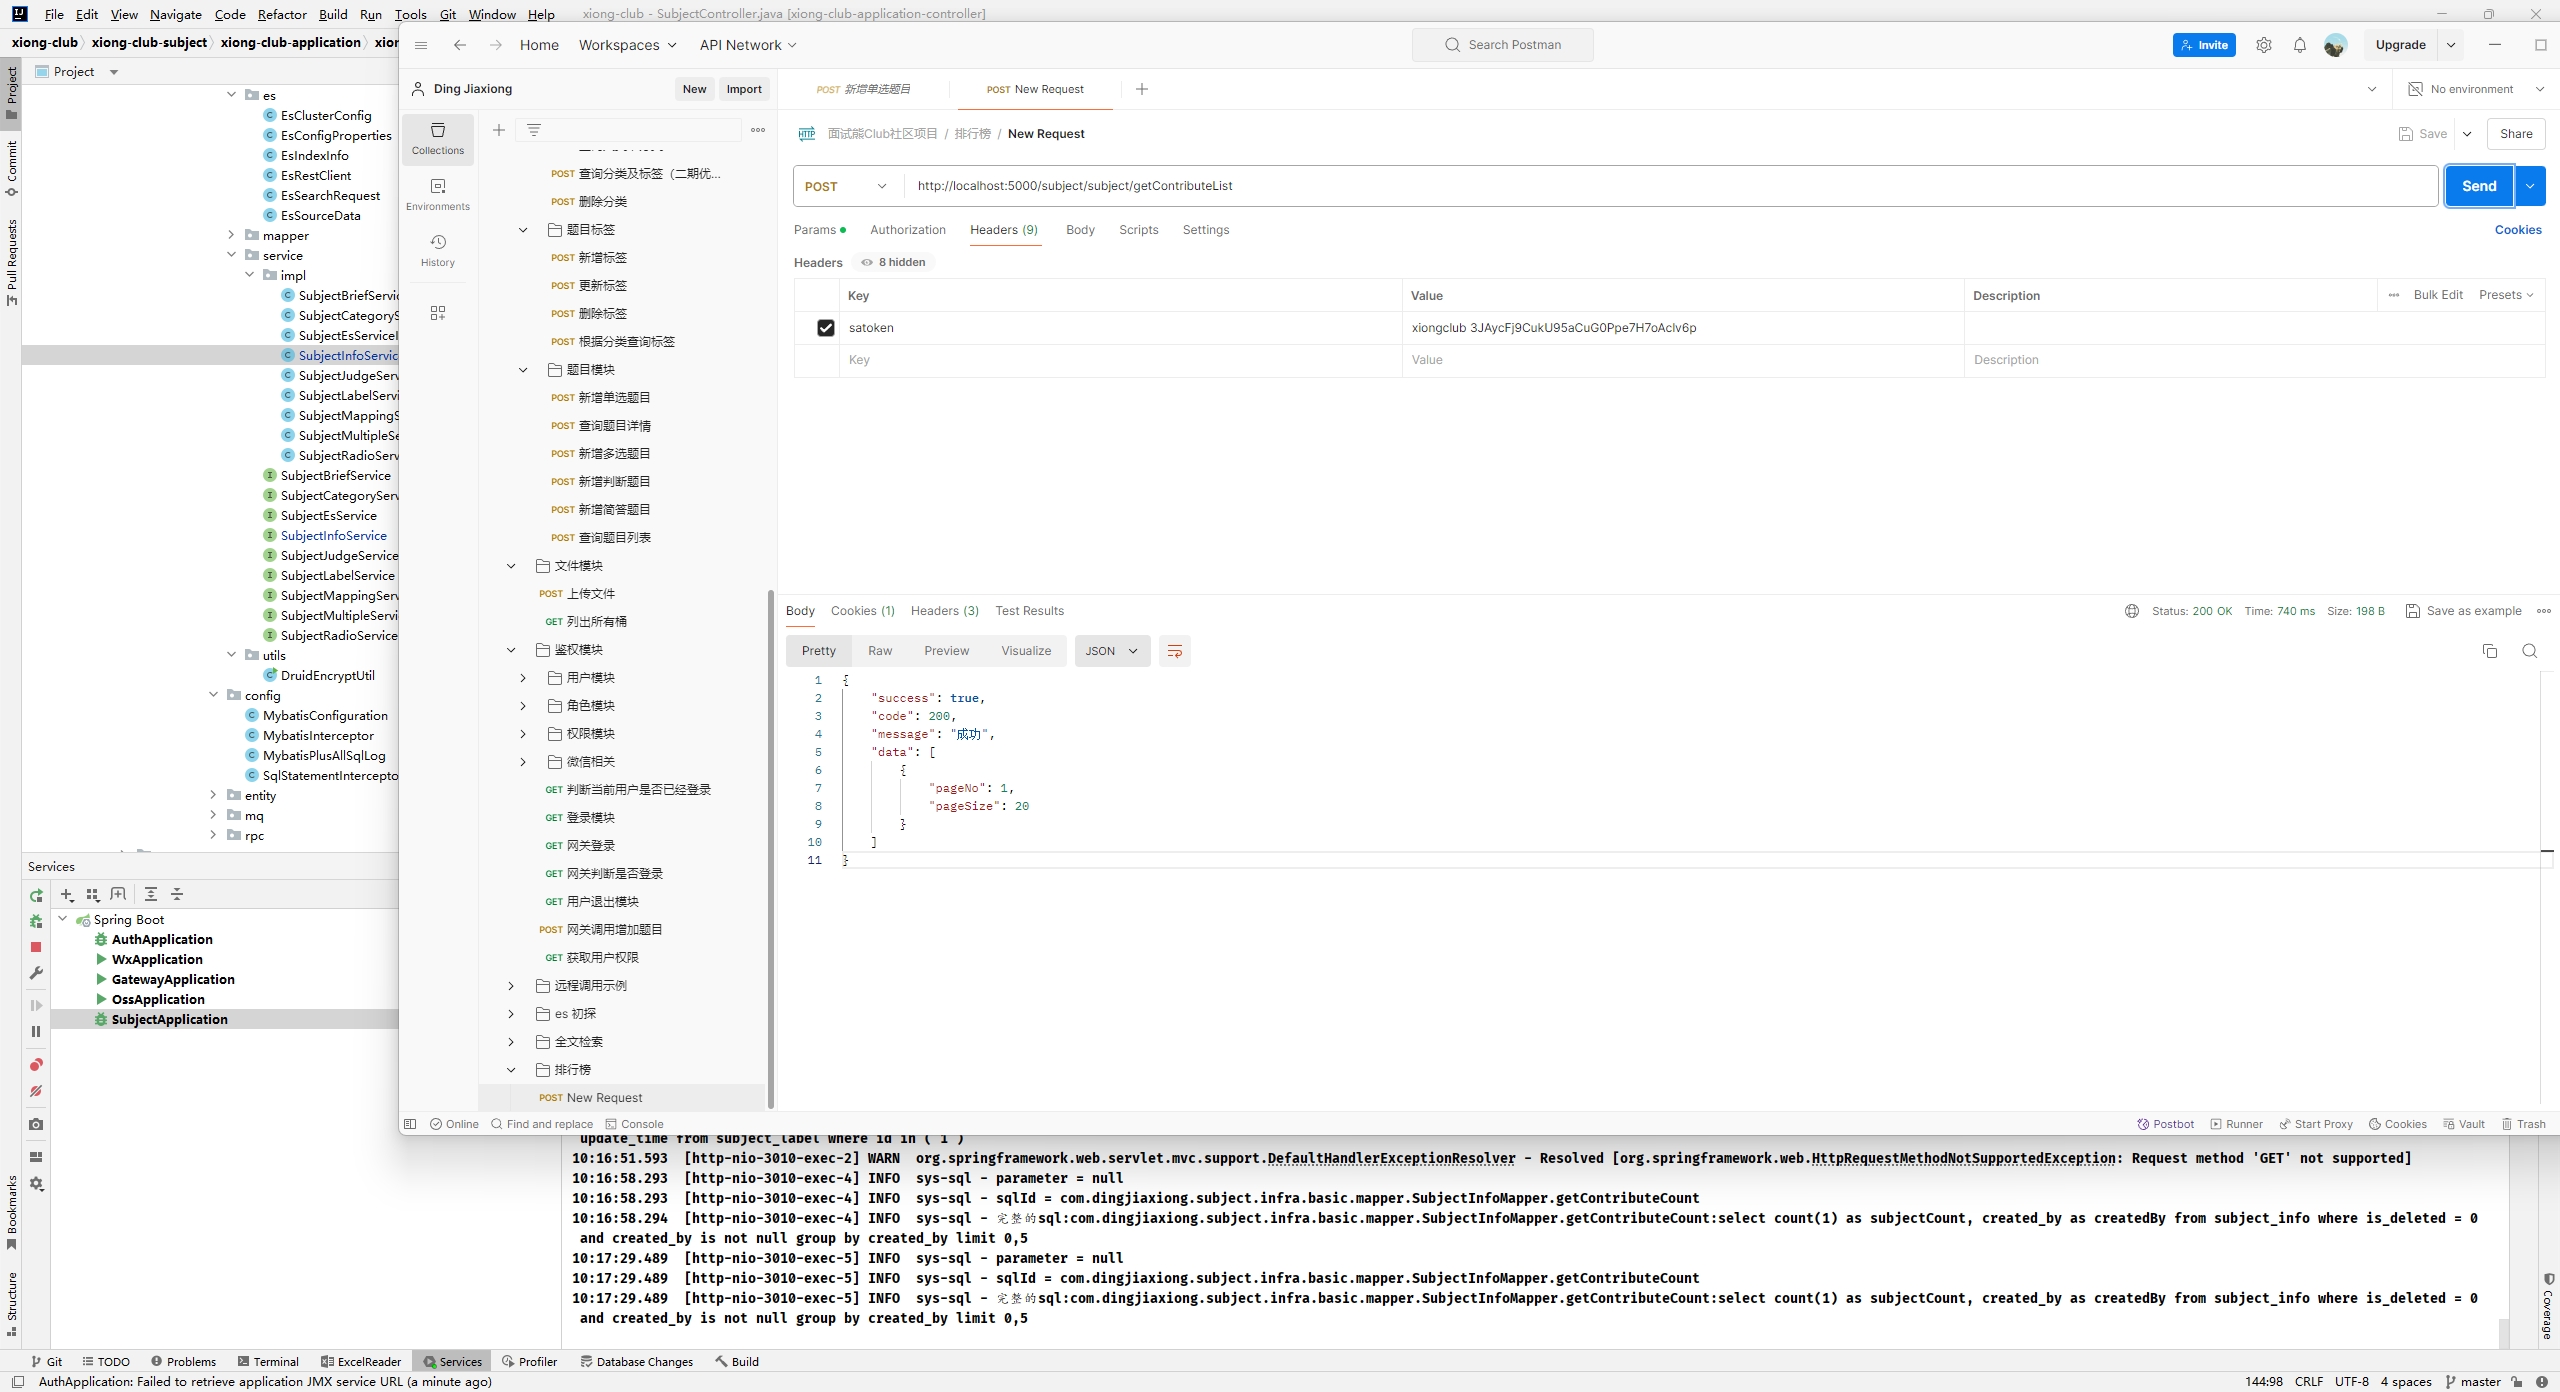 File Edit View Navigate Code Refactor Build Run Tools Git Window Help xiong-club - SubjectController.java [xiong-club-application-controller]
xiong-club xiong-club-subject xiong-club-application
Project
es
EsClusterConfig
EsConfigProperties
EsIndexInfo
EsRestClient
EsSearchRequest
EsSourceData
mapper
service
impl
SubjectBriefServic
SubjectCategoryS
SubjectEsServiceI
SubjectInfoServic
SubjectJudgeServ
SubjectLabelServi
SubjectMappingS
SubjectMultipleSe
SubjectRadioServ
SubjectBriefService
SubjectCategoryServ
SubjectEsService
SubjectInfoService
SubjectJudgeService
SubjectLabelService
SubjectMappingServ
SubjectMultipleServi
SubjectRadioService
utils
DruidEncryptUtil
config
MybatisConfiguration
MybatisInterceptor
MybatisPlusAllSqlLog
SqlStatementIntercepto
entity
mq
rpc
Project
Commit
Pull Requests
Bookmarks
Structure
Services
Spring Boot
AuthApplication
WxApplication
GatewayApplication
OssApplication
SubjectApplication
Home Workspaces API Network Search Postman Invite Upgrade
Ding Jiaxiong New Import
Collections
Environments
History
POST 查询分类及标签（二期优...
POST 删除分类
题目标签
POST 新增标签
POST 更新标签
POST 删除标签
POST 根据分类查询标签
题目模块
POST 新增单选题目
POST 查询题目详情
POST 新增多选题目
POST 新增判断题目
POST 新增简答题目
POST 查询题目列表
文件模块
POST 上传文件
GET 列出所有桶
鉴权模块
用户模块
角色模块
权限模块
微信相关
GET 判断当前用户是否已经登录
GET 登录模块
GET 网关登录
GET 网关判断是否登录
GET 用户退出模块
POST 网关调用增加题目
GET 获取用户权限
远程调用示例
es 初探
全文检索
排行榜
POST New Request
POST 新增单选题目 POST New Request No environment
HTTP 面试熊Club社区项目 / 排行榜 / New Request Save Share
POST http://localhost:5000/subject/subject/getContributeList Send
Params Authorization Headers (9) Body Scripts Settings Cookies
Headers 8 hidden
Key Value Description Bulk Edit Presets
satoken xiongclub 3JAycFj9CukU95aCuG0Ppe7H7oAclv6p
Key Value Description
Body Cookies (1) Headers (3) Test Results Status: 200 OK Time: 740 ms Size: 198 B Save as example
Pretty Raw Preview Visualize JSON
1 {
2 "success": true,
3 "code": 200,
4 "message": "成功",
5 "data": [
6 {
7 "pageNo": 1,
8 "pageSize": 20
9 }
10 ]
11 }
Online Find and replace Console Postbot Runner Start Proxy Cookies Vault Trash
update_time from subject_label where id in ( 1 )
10:16:51.593 [http-nio-3010-exec-2] WARN org.springframework.web.servlet.mvc.support.DefaultHandlerExceptionResolver - Resolved [org.springframework.web.HttpRequestMethodNotSupportedException: Request method 'GET' not supported]
10:16:58.293 [http-nio-3010-exec-4] INFO sys-sql - parameter = null
10:16:58.293 [http-nio-3010-exec-4] INFO sys-sql - sqlId = com.dingjiaxiong.subject.infra.basic.mapper.SubjectInfoMapper.getContributeCount
10:16:58.294 [http-nio-3010-exec-4] INFO sys-sql - 完整的sql:com.dingjiaxiong.subject.infra.basic.mapper.SubjectInfoMapper.getContributeCount:select count(1) as subjectCount, created_by as createdBy from subject_info where is_deleted = 0
and created_by is not null group by created_by limit 0,5
10:17:29.489 [http-nio-3010-exec-5] INFO sys-sql - parameter = null
10:17:29.489 [http-nio-3010-exec-5] INFO sys-sql - sqlId = com.dingjiaxiong.subject.infra.basic.mapper.SubjectInfoMapper.getContributeCount
10:17:29.489 [http-nio-3010-exec-5] INFO sys-sql - 完整的sql:com.dingjiaxiong.subject.infra.basic.mapper.SubjectInfoMapper.getContributeCount:select count(1) as subjectCount, created_by as createdBy from subject_info where is_deleted = 0
and created_by is not null group by created_by limit 0,5
Coverage
Git TODO Problems Terminal ExcelReader Services Profiler Database Changes Build
AuthApplication: Failed to retrieve application JMX service URL (a minute ago) 144:98 CRLF UTF-8 4 spaces master